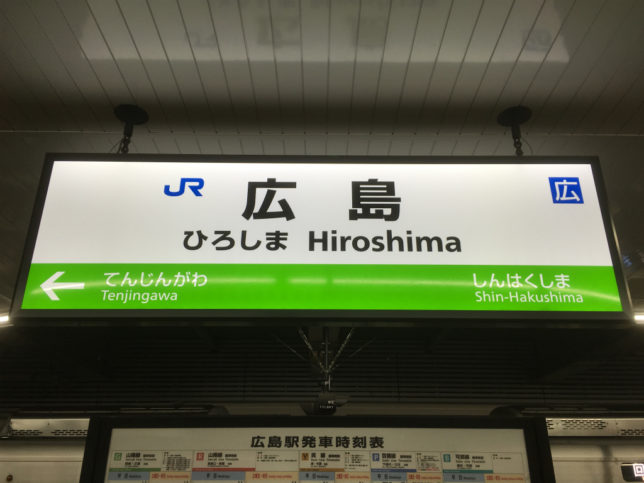 JR 広島 広
ひろしま Hiroshima
てんじんがわ しんはくしま
Tenjingawa Shin-Hakushima
広島駅発車時刻表